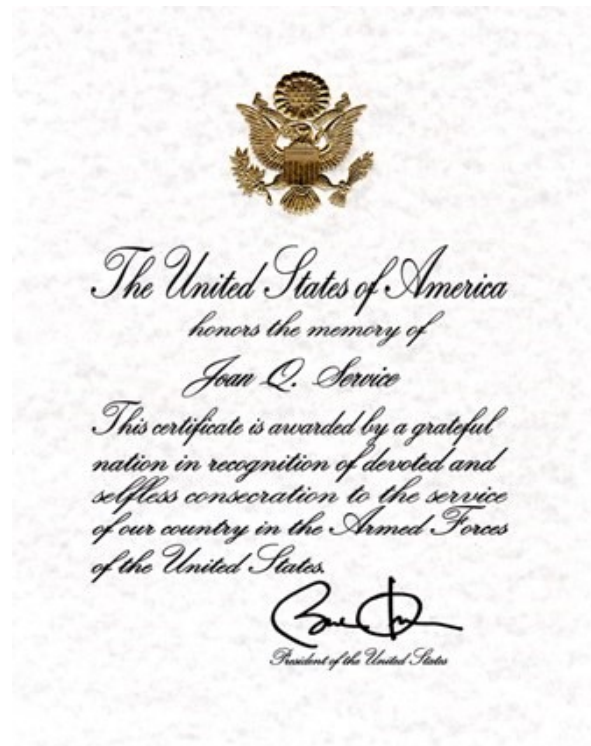 The United States of America
honors the memory of
Joan Q. Service
This certificate is awarded by a grateful
nation in recognition of devoted and
selfless consecration to the service
of our country in the Armed Forces
of the United States.
President of the United States